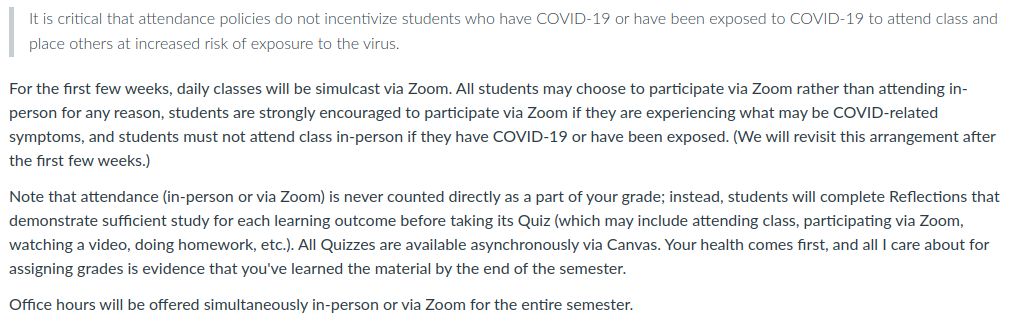 It is critical that attendance policies do not incentivize students who have COVID-19 or have been exposed to COVID-19 to attend class and
place others at increased risk of exposure to the virus.
For the first few weeks, daily classes will be simulcast via Zoom. All students may choose to participate via Zoom rather than attending in-
person for any reason, students are strongly encouraged to participate via Zoom if they are experiencing what may be COVID-related
symptoms, and students must not attend class in-person if they have COVID-19 or have been exposed. (We will revisit this arrangement after
the first few weeks.)
Note that attendance (in-person or via Zoom) is never counted directly as a part of your grade; instead, students will complete Reflections that
demonstrate sufficient study for each learning outcome before taking its Quiz (which may include attending class, participating via Zoom,
watching a video, doing homework, etc.). All Quizzes are available asynchronously via Canvas. Your health comes first, and all I care about for
assigning grades is evidence that you've learned the material by the end of the semester.
Office hours will be offered simultaneously in-person or via Zoom for the entire semester.